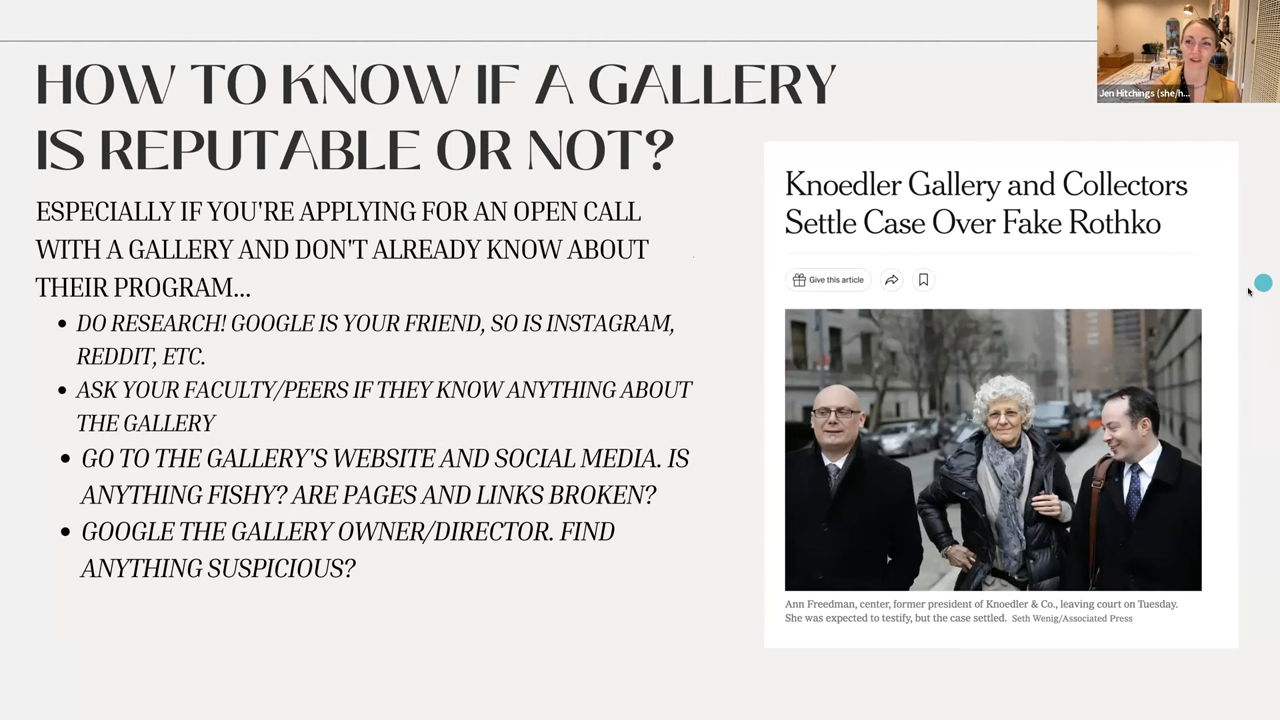 HOW TO KNOW IF A GALLERY
IS REPUTABLE OR NOT?
ESPECIALLY IF YOU'RE APPLYING FOR AN OPEN CALL
WITH A GALLERY AND DON'T ALREADY KNOW ABOUT
THEIR PROGRAM...
• DO RESEARCH! GOOGLE IS YOUR FRIEND, SO IS INSTAGRAM,
REDDIT, ETC.
• ASK YOUR FACULTY/PEERS IF THEY KNOW ANYTHING ABOUT
THE GALLERY
• GO TO THE GALLERY'S WEBSITE AND SOCIAL MEDIA. IS
ANYTHING FISHY? ARE PAGES AND LINKS BROKEN?
• GOOGLE THE GALLERY OWNER/DIRECTOR. FIND
ANYTHING SUSPICIOUS?
Jen Hitchings (she/h...
Knoedler Gallery and Collectors
Settle Case Over Fake Rothko
Give this article
Ann Freedman, center, former president of Knoedler & Co., leaving court on Tuesday.
She was expected to testify, but the case settled. Seth Wenig/Associated Press